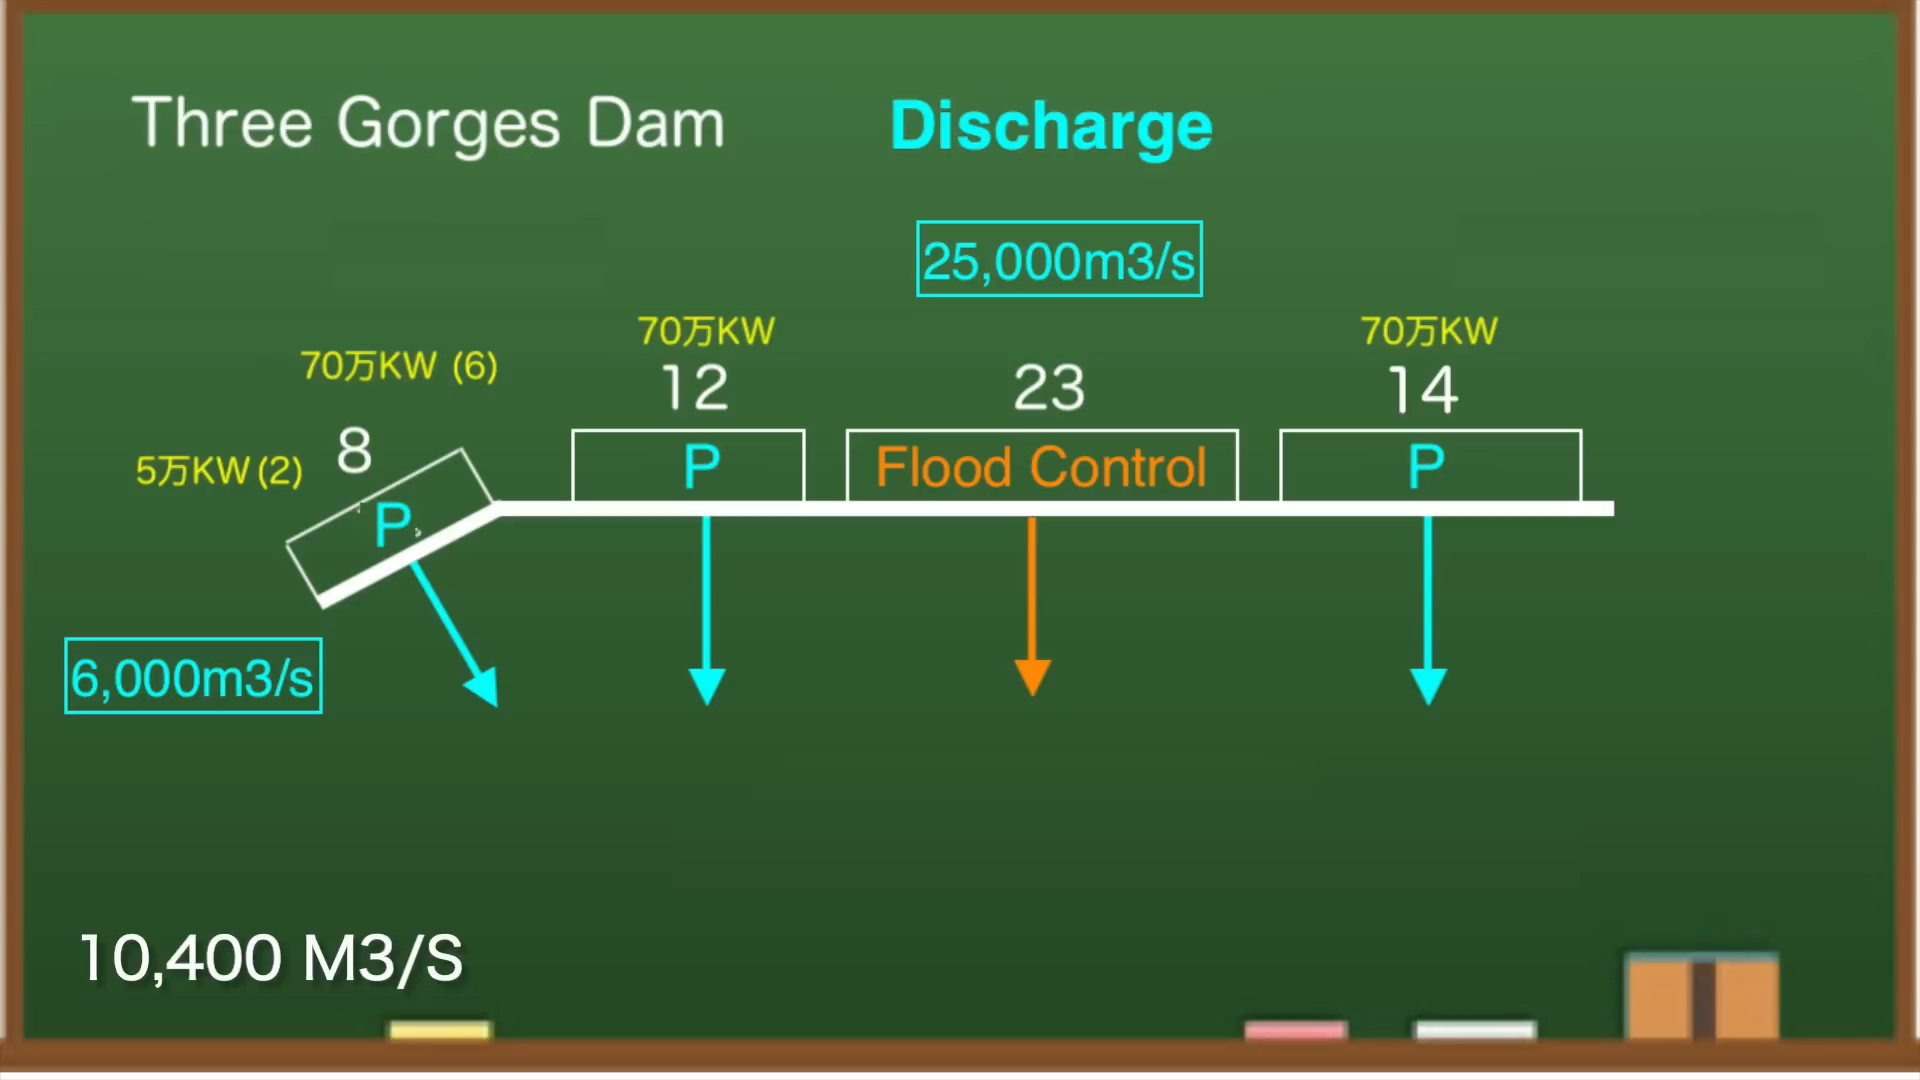 Three Gorges Dam
Discharge
25,000m3/s
70万KW
70万KW
70万KW (6)
12
23
14
8
5万KW (2)
P
Flood Control
P
P
6,000m3/s
10,400 M3/S